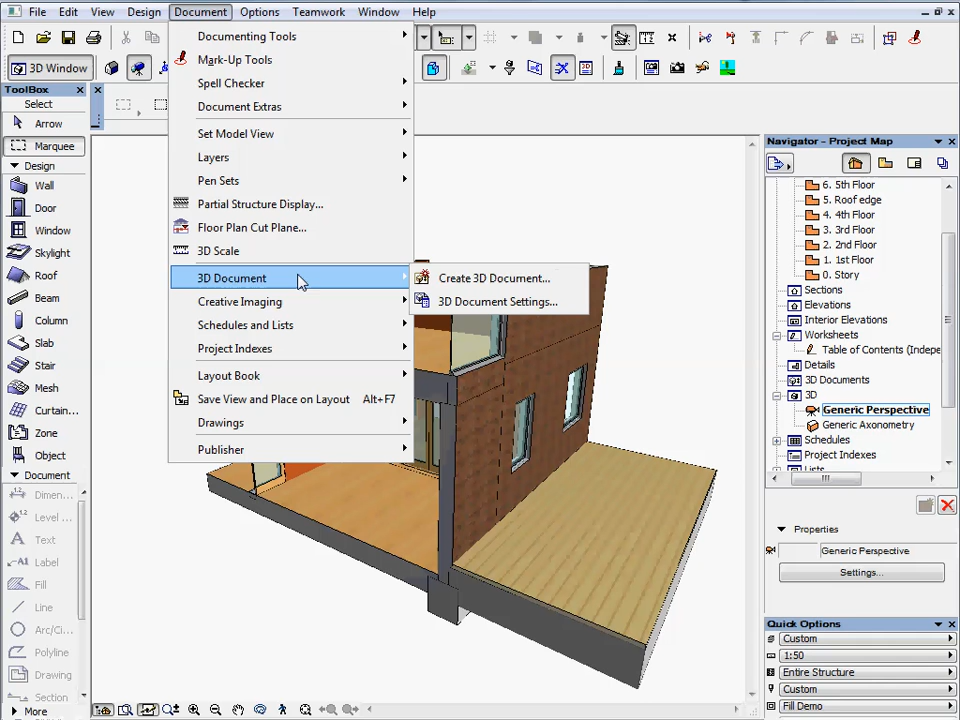 File Edit View Design Document Options Teamwork Window Help
3D Window
ToolBox
Select
Arrow
Marquee
Design
Wall
Door
Window
Skylight
Roof
Beam
Column
Slab
Stair
Mesh
Curtain...
Zone
Object
Document
Dimen...
Level ...
Text
Label
Fill
Line
Arc/Ci...
Polyline
Drawing
Section
More
Documenting Tools
Mark-Up Tools
Spell Checker
Document Extras
Set Model View
Layers
Pen Sets
Partial Structure Display...
Floor Plan Cut Plane...
3D Scale
3D Document
Creative Imaging
Schedules and Lists
Project Indexes
Layout Book
Save View and Place on Layout Alt+F7
Drawings
Publisher
Create 3D Document...
3D Document Settings...
Navigator - Project Map
6. 5th Floor
5. Roof edge
4. 4th Floor
3. 3rd Floor
2. 2nd Floor
1. 1st Floor
0. Story
Sections
Elevations
Interior Elevations
Worksheets
Table of Contents (Indepe
Details
3D Documents
3D
Generic Perspective
Generic Axonometry
Schedules
Project Indexes
Lists
Properties
Generic Perspective
Settings...
Quick Options
Custom
1:50
Entire Structure
Custom
Fill Demo